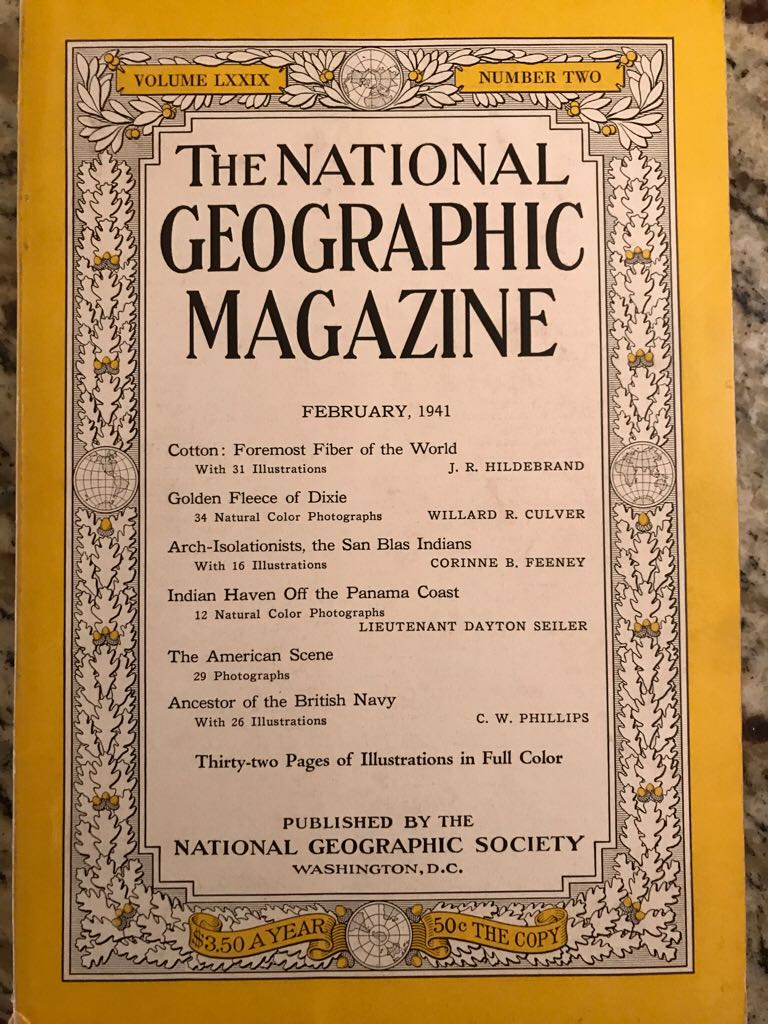 VOLUME LXXIX
NUMBER TWO
THE NATIONAL
GEOGRAPHIC
MAGAZINE
FEBRUARY, 1941
Cotton: Foremost Fiber of the World
With 31 Illustrations J. R. HILDEBRAND
Golden Fleece of Dixie
34 Natural Color Photographs WILLARD R. CULVER
Arch-Isolationists, the San Blas Indians
With 16 Illustrations CORINNE B. FEENEY
Indian Haven Off the Panama Coast
12 Natural Color Photographs
LIEUTENANT DAYTON SEILER
The American Scene
29 Photographs
Ancestor of the British Navy
With 26 Illustrations C. W. PHILLIPS
Thirty-two Pages of Illustrations in Full Color
PUBLISHED BY THE
NATIONAL GEOGRAPHIC SOCIETY
WASHINGTON, D.C.
$3.50 A YEAR
50c THE COPY